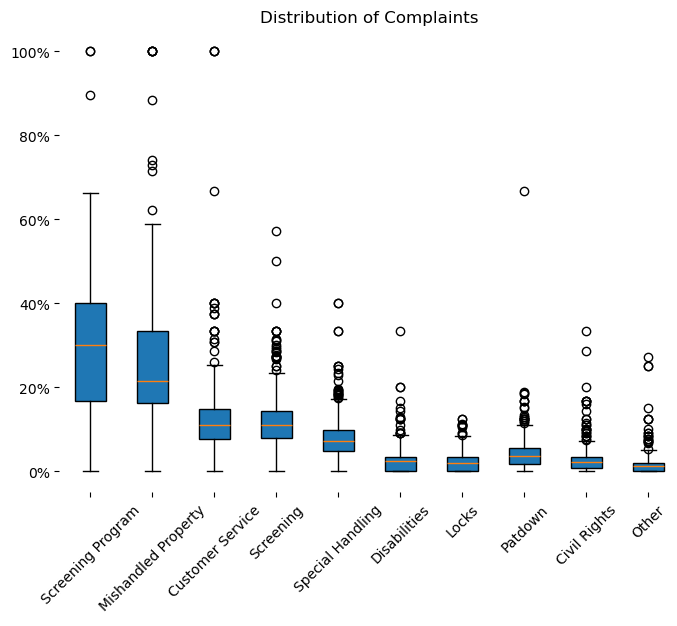 Distribution of Complaints
100%
80%
60%
40%
20%
0%
Screening Program
Mishandled Property
Customer Service
Screening
Special Handling
Disabilities
Locks
Patdown
Civil Rights
Other